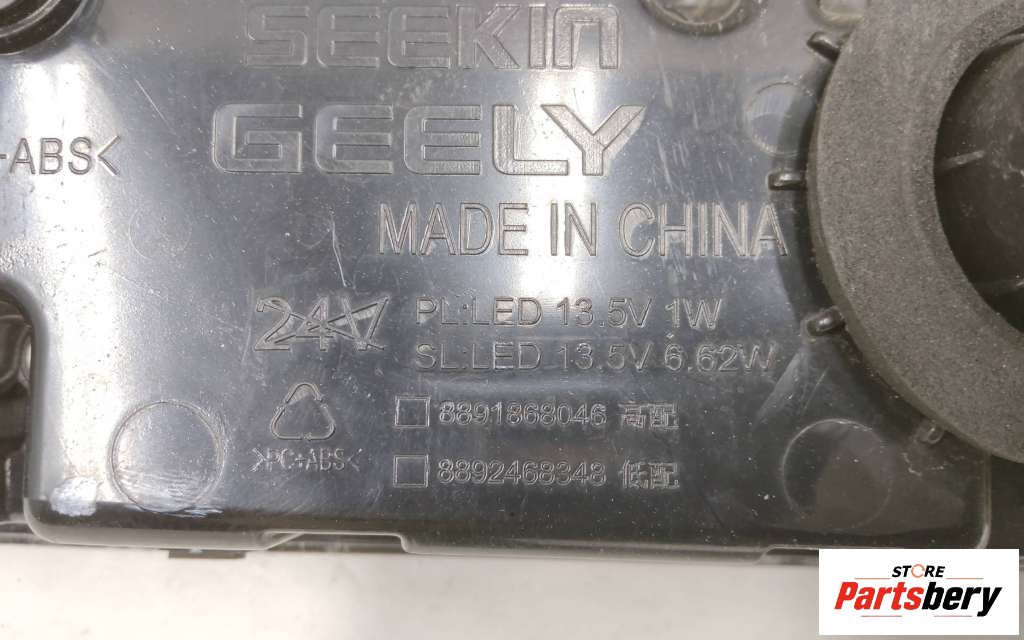 SEEKIN
GEELY
-ABS<
MADE IN CHINA
24V
PL:LED 13.5V 1W
SL:LED 13.5V 6.62W
8891868046 高配
>PC+ABS<
8892468348 低配
STORE
Partsbery